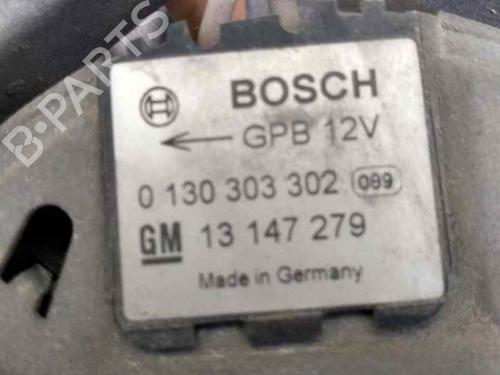 B-PARTS
BOSCH
← GPB 12V
0 130 303 302 089
GM 13 147 279
Made in Germany